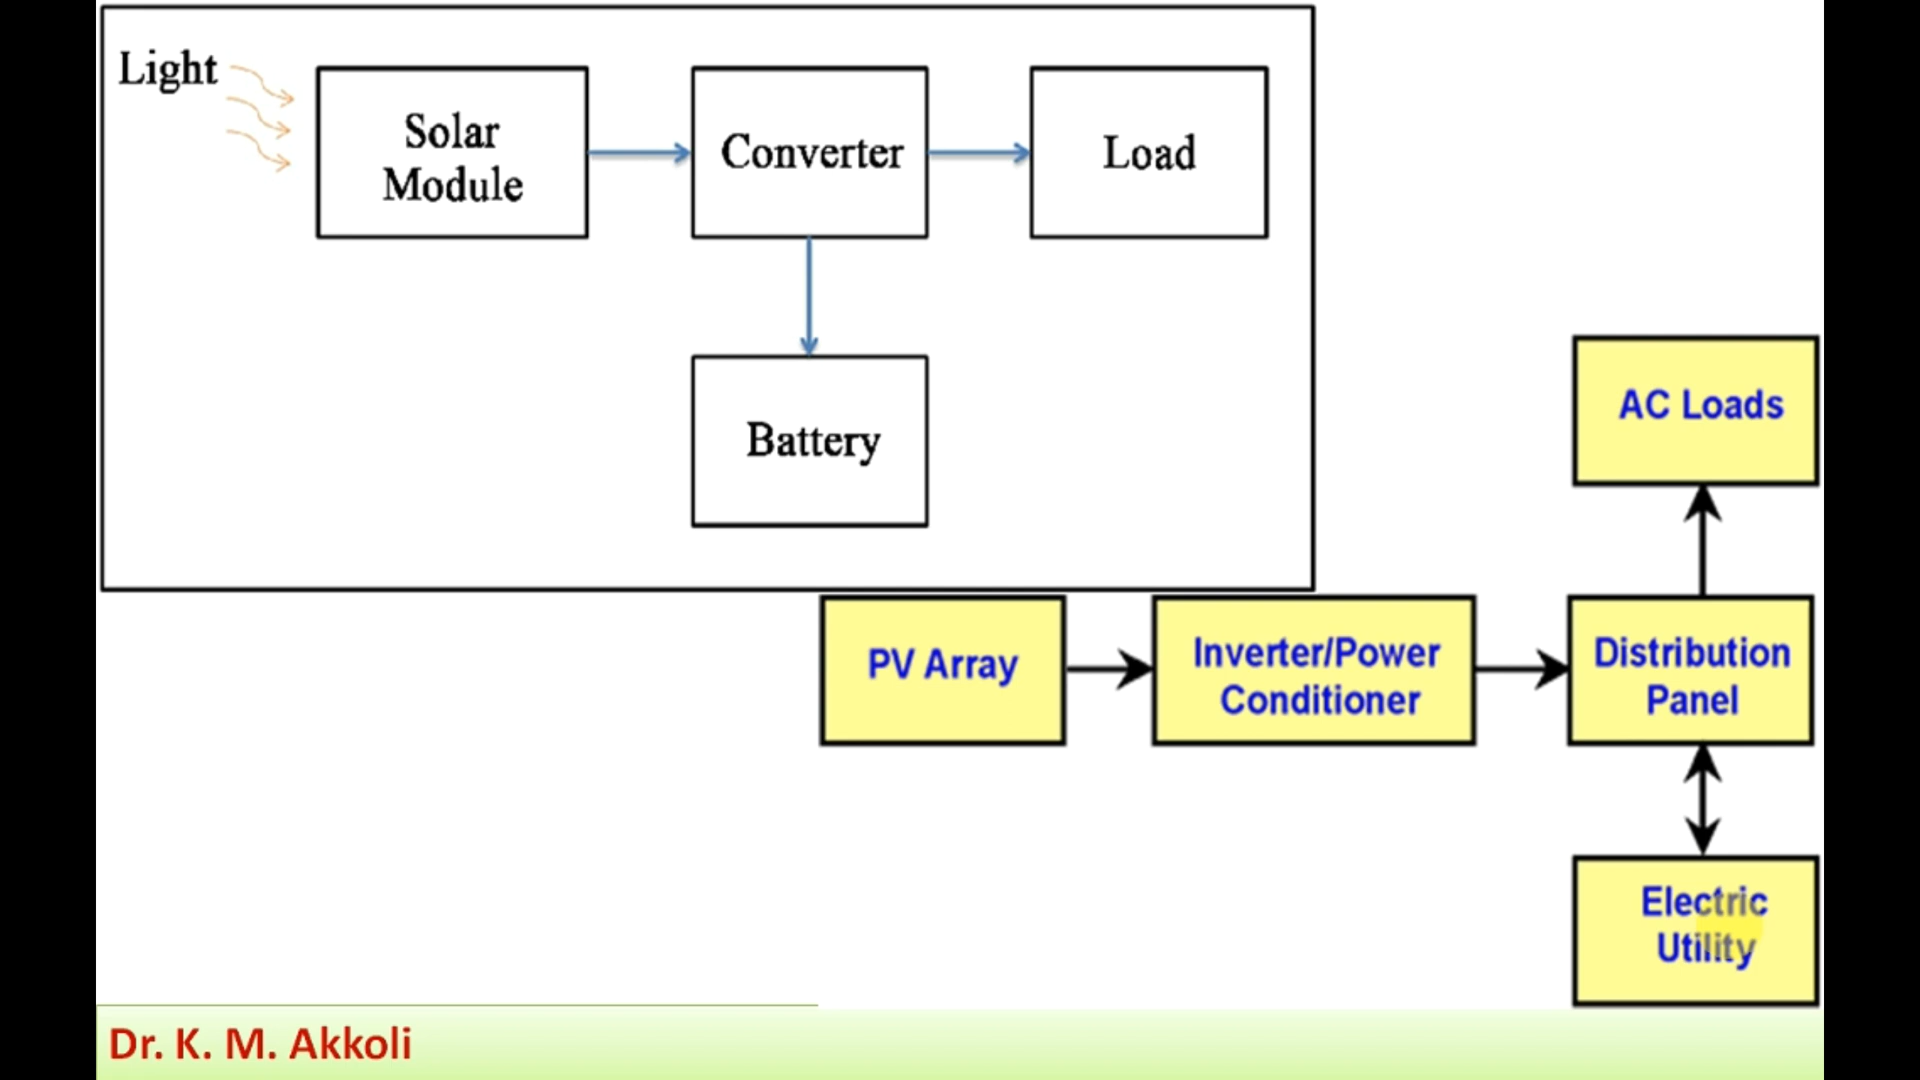 Light
Solar
Module
Converter
Load
Battery
AC Loads
PV Array
Inverter/Power
Conditioner
Distribution
Panel
Electric
Utility
Dr. K. M. Akkoli